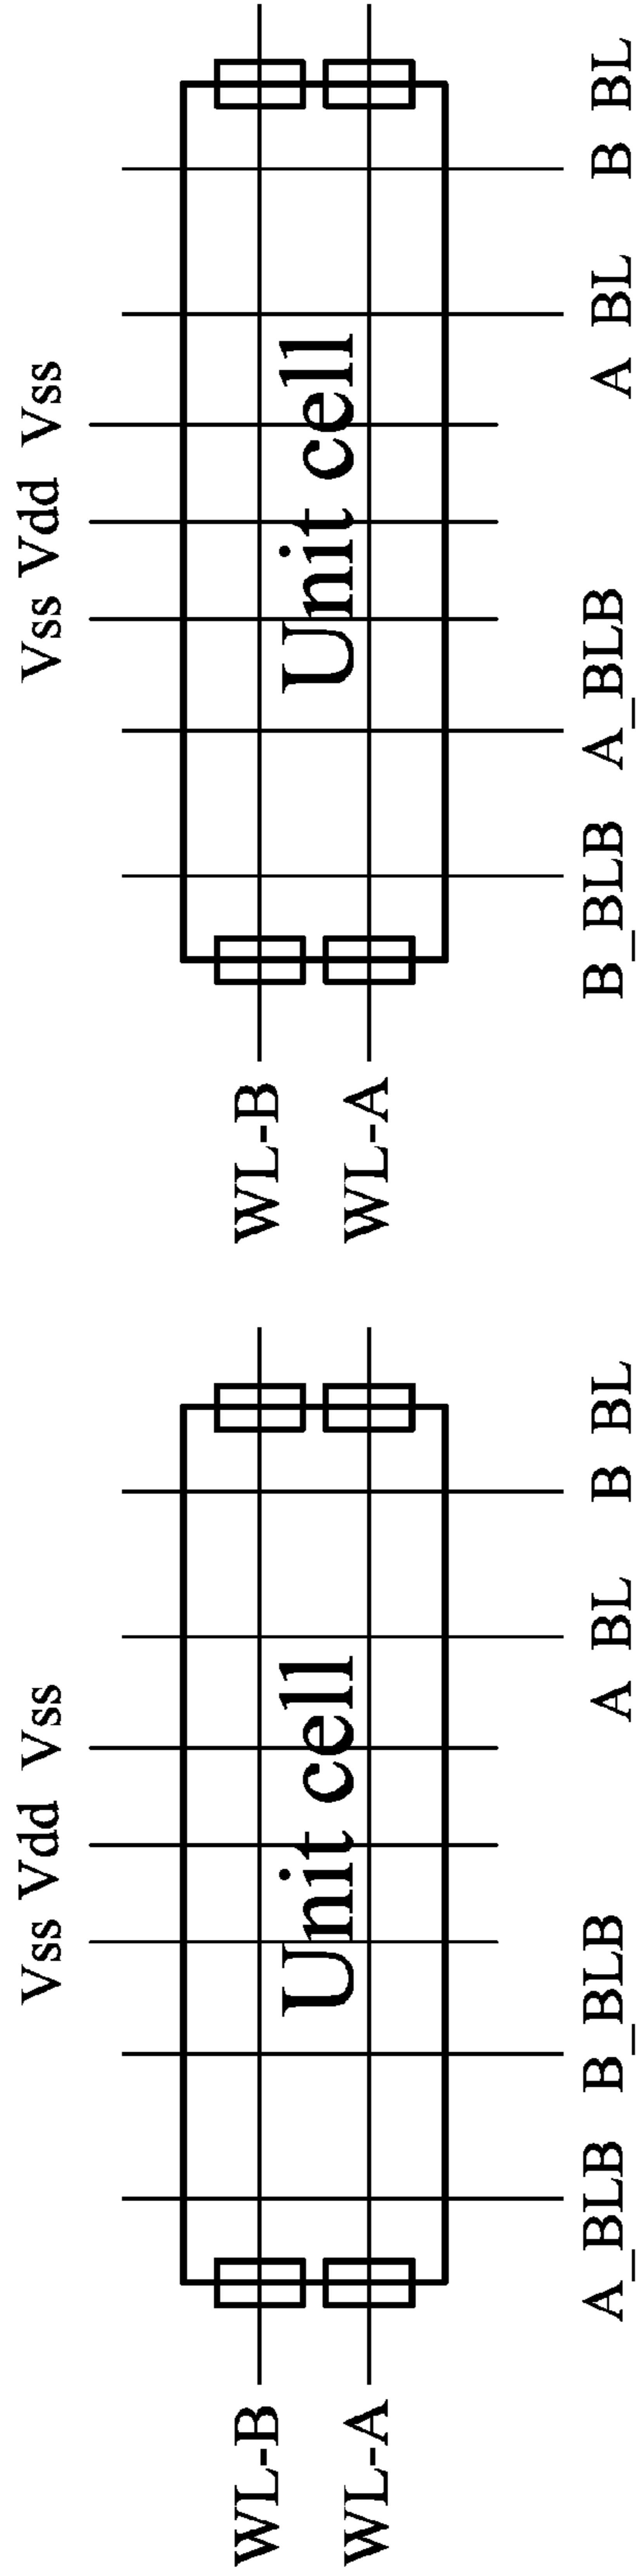 Vss Vdd Vss
WL-B
Unit cell
WL-A
A_BLB B_BLB A BL B BL
Vss Vdd Vss
WL-B
Unit cell
WL-A
B_BLB A_BLB A BL B BL